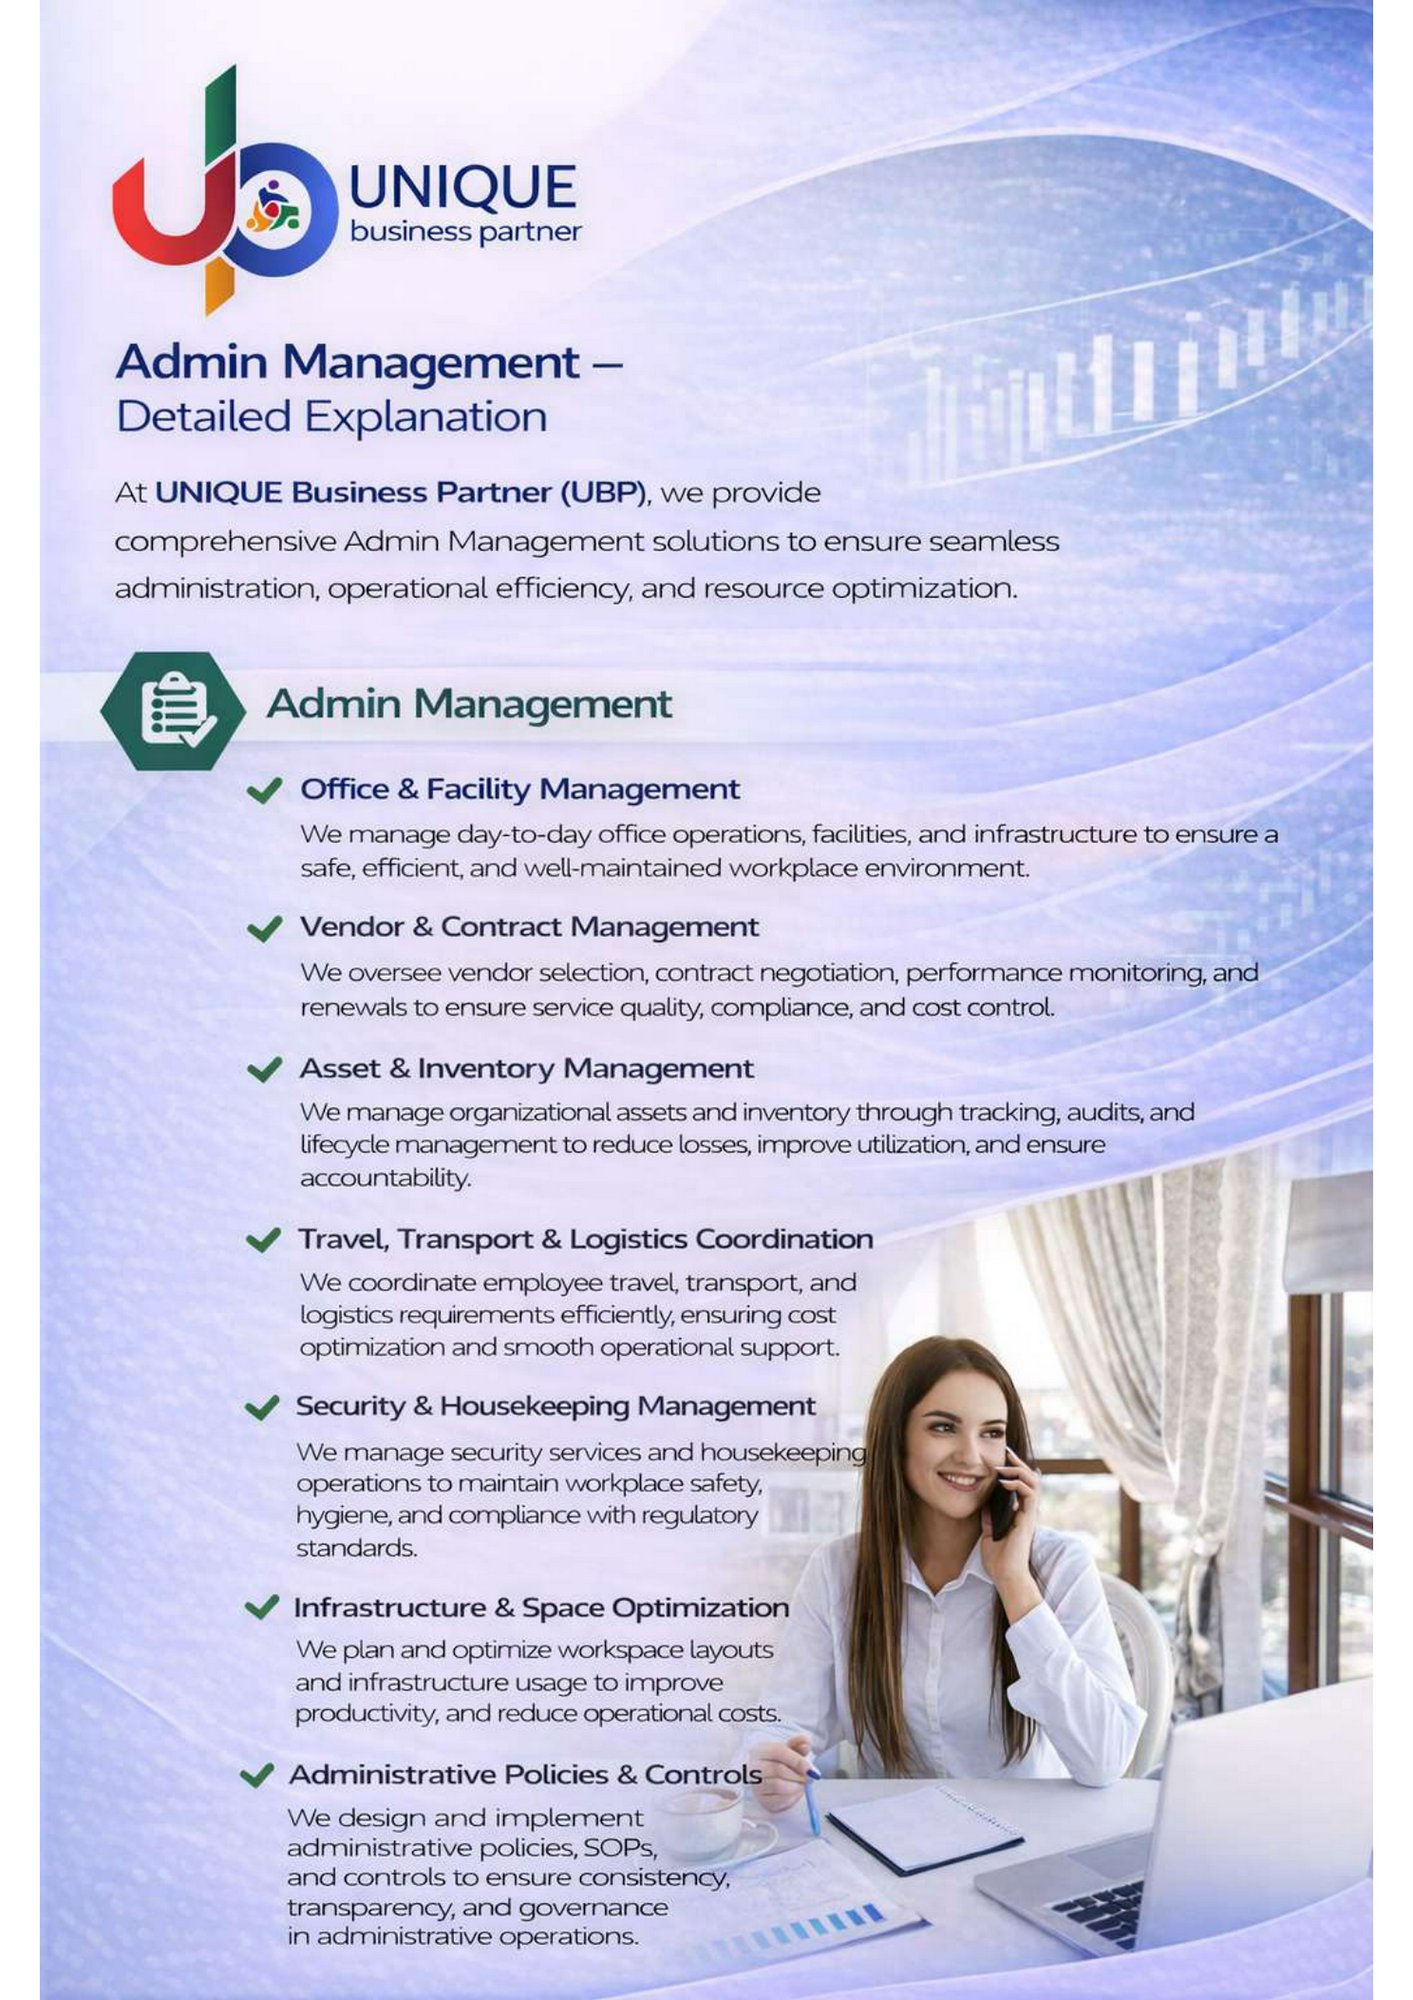 UNIQUE
business partner
Admin Management –
Detailed Explanation
At UNIQUE Business Partner (UBP), we provide
comprehensive Admin Management solutions to ensure seamless
administration, operational efficiency, and resource optimization.
Admin Management
Office & Facility Management
We manage day-to-day office operations, facilities, and infrastructure to ensure a
safe, efficient, and well-maintained workplace environment.
Vendor & Contract Management
We oversee vendor selection, contract negotiation, performance monitoring, and
renewals to ensure service quality, compliance, and cost control.
Asset & Inventory Management
We manage organizational assets and inventory through tracking, audits, and
lifecycle management to reduce losses, improve utilization, and ensure
accountability.
Travel, Transport & Logistics Coordination
We coordinate employee travel, transport, and
logistics requirements efficiently, ensuring cost
optimization and smooth operational support.
Security & Housekeeping Management
We manage security services and housekeeping
operations to maintain workplace safety,
hygiene, and compliance with regulatory
standards.
Infrastructure & Space Optimization
We plan and optimize workspace layouts
and infrastructure usage to improve
productivity, and reduce operational costs.
Administrative Policies & Controls
We design and implement
administrative policies, SOPs,
and controls to ensure consistency,
transparency, and governance
in administrative operations.